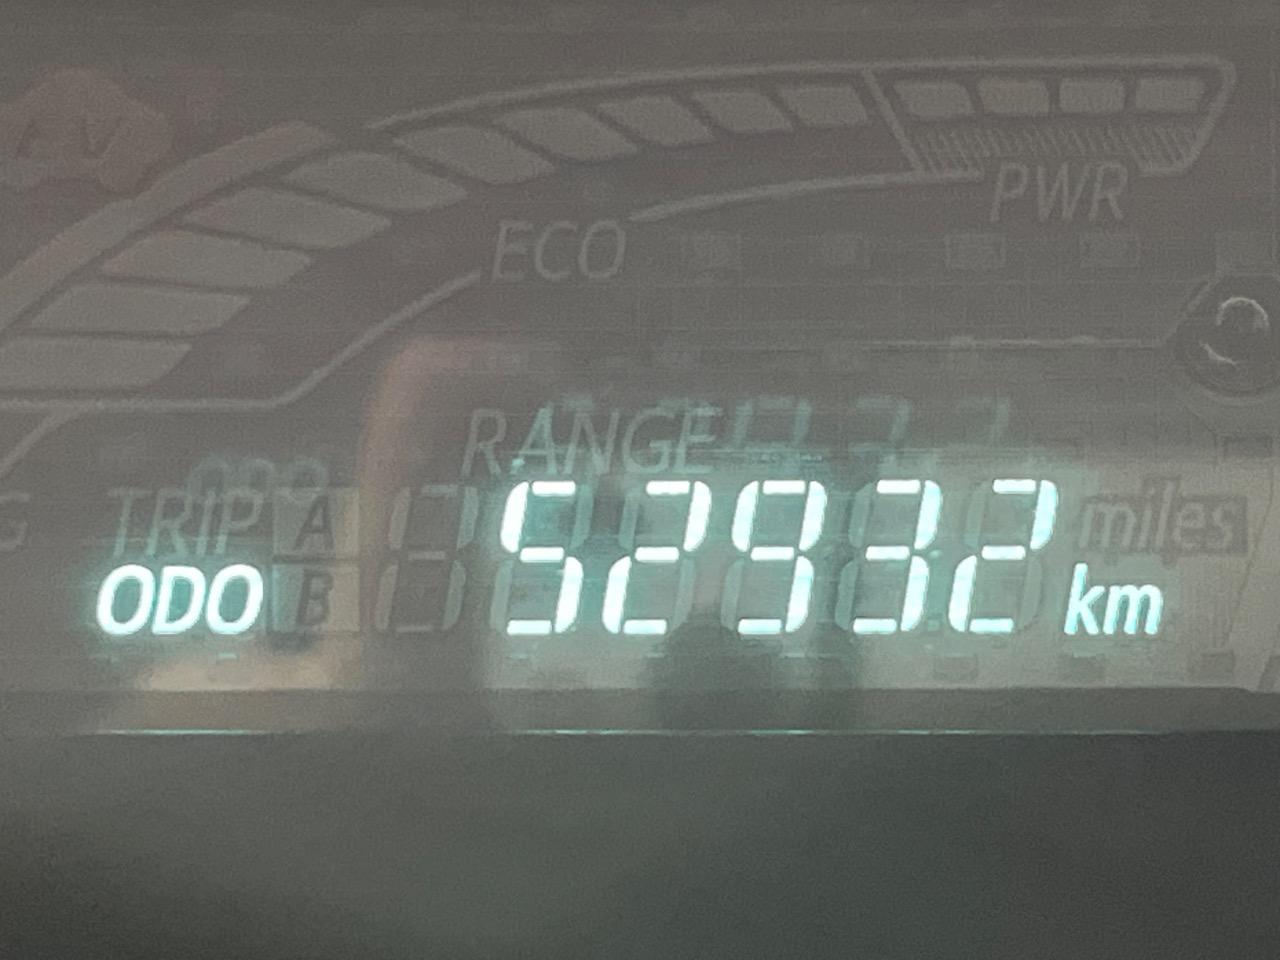 PWR
ECO
RANGE
TRIP A
miles
ODO B
52932 km